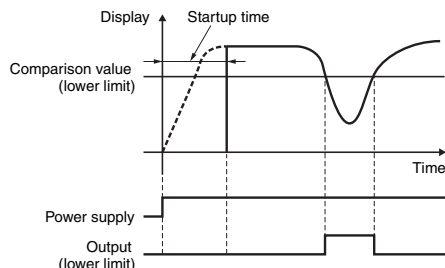 Display
Startup time
Comparison value
(lower limit)
Time
Power supply
Output
(lower limit)